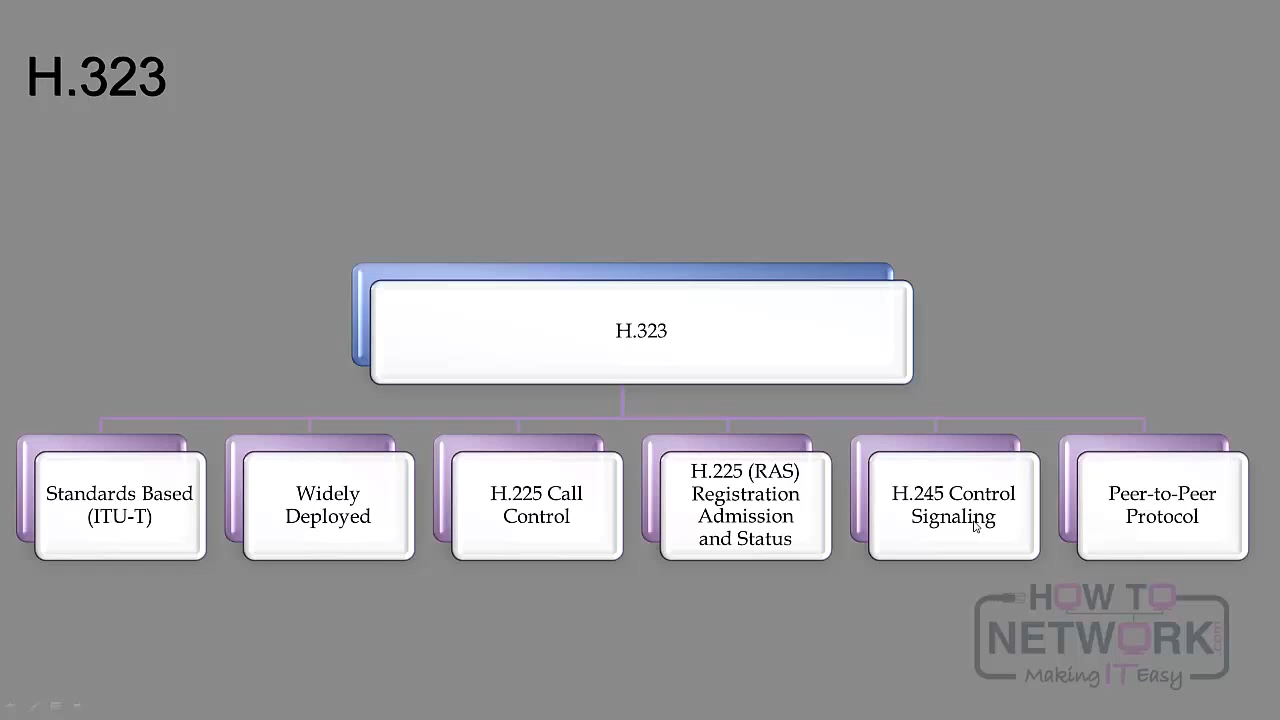 H.323
H.323
Standards Based
(ITU-T)
Widely
Deployed
H.225 Call
Control
H.225 (RAS)
Registration
Admission
and Status
H.245 Control
Signaling
Peer-to-Peer
Protocol
HOW TO
NETWORK.com
Making IT Easy